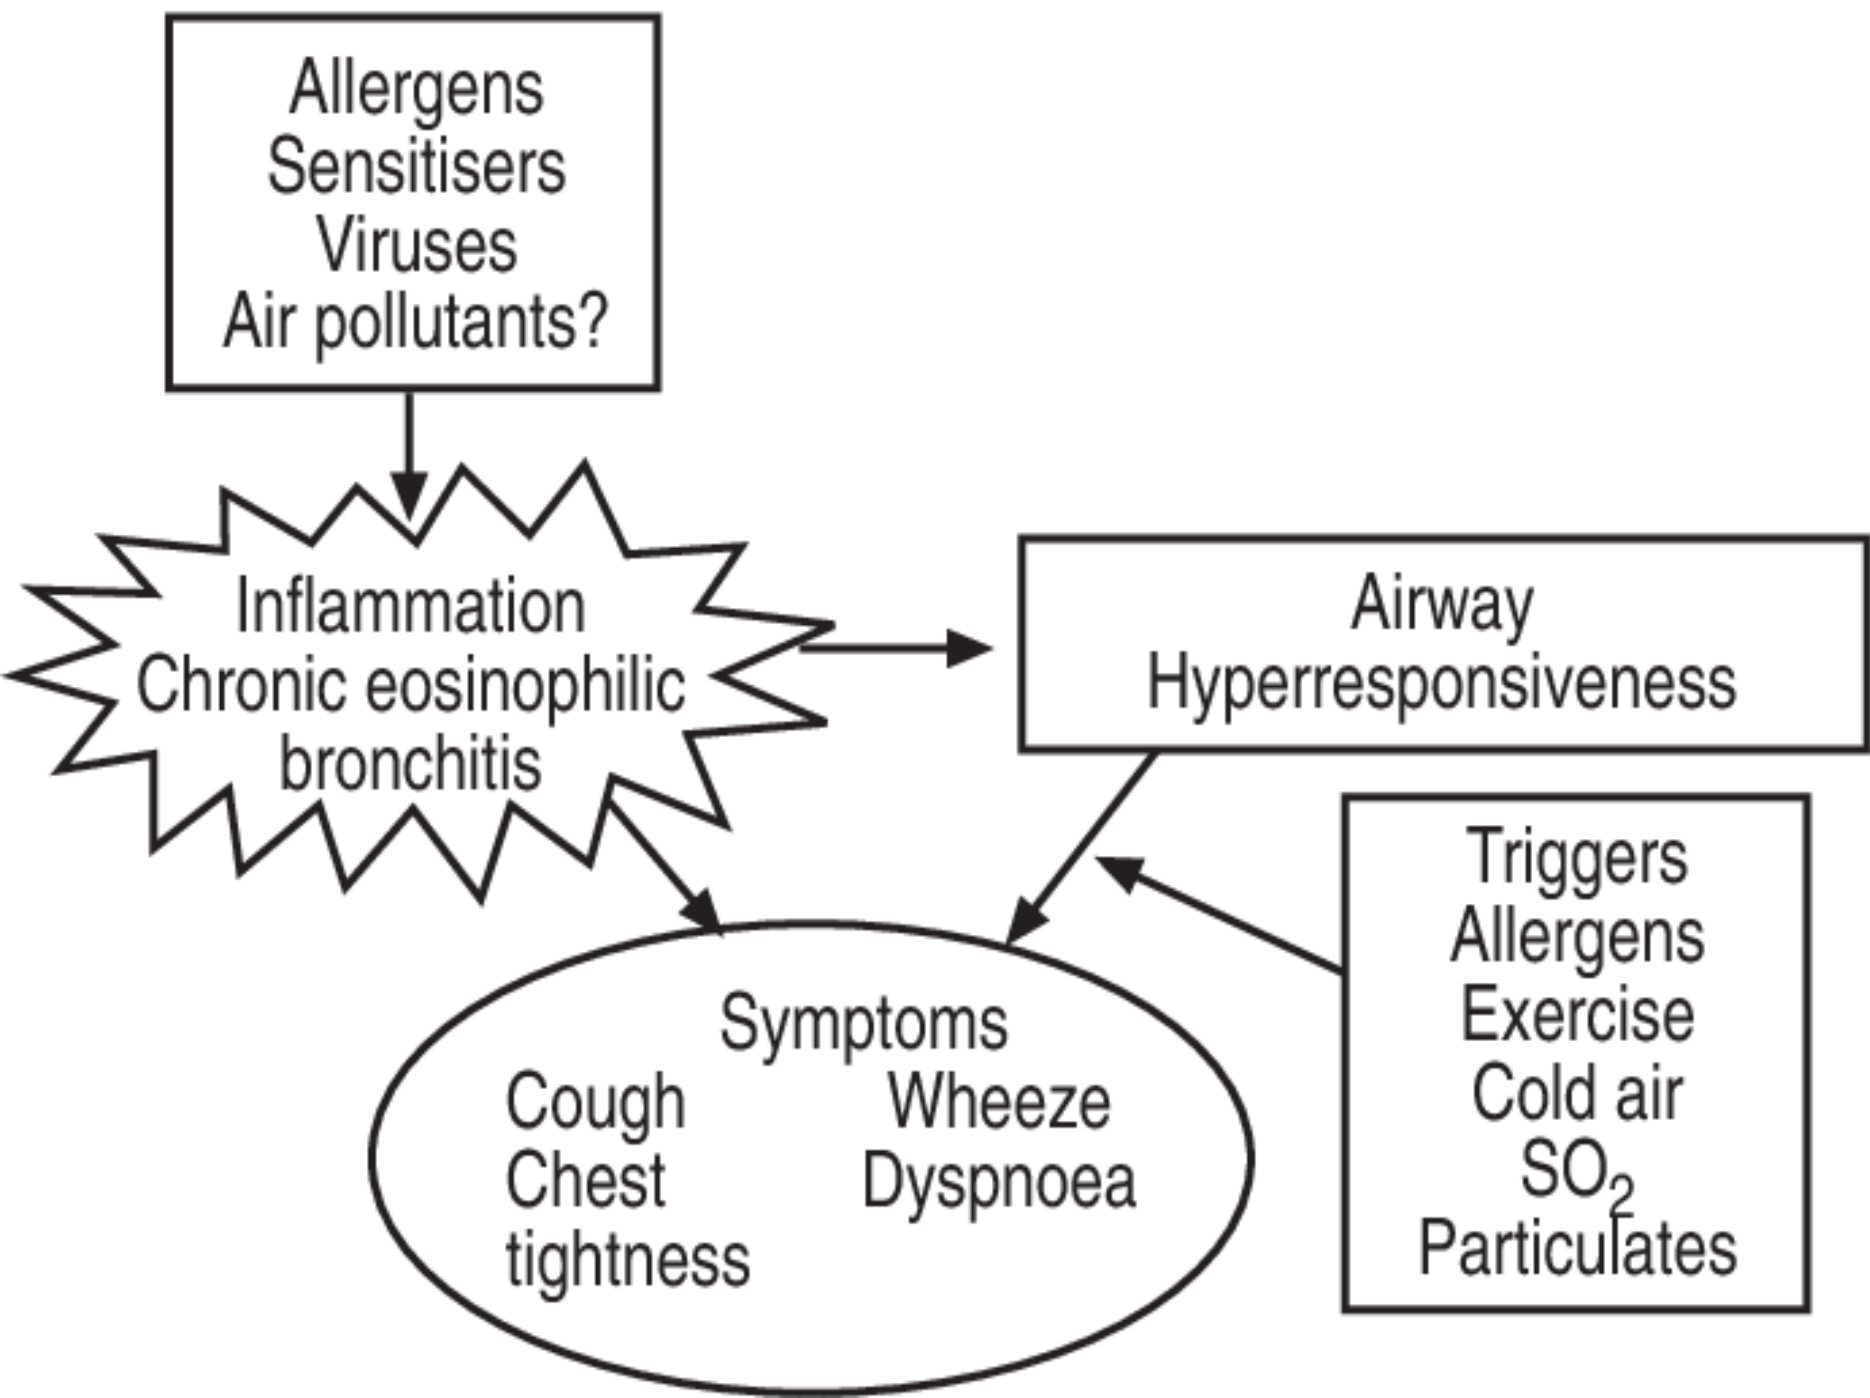 Allergens
Sensitisers
Viruses
Air pollutants?
Inflammation
Chronic eosinophilic
bronchitis
Airway
Hyperresponsiveness
Triggers
Allergens
Exercise
Cold air
SO₂
Particulates
Symptoms
Cough Wheeze
Chest Dyspnoea
tightness